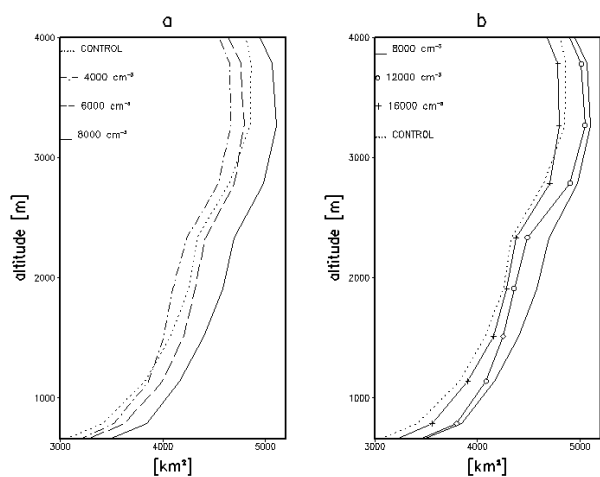 a
4000
CONTROL
4000 cm⁻³
6000 cm⁻³
8000 cm⁻³
3000
altitude [m]
2000
1000
3000 4000 5000
[km²]
b
4000
8000 cm⁻³
12000 cm⁻³
16000 cm⁻³
CONTROL
3000
altitude [m]
2000
1000
3000 4000 5000
[km²]